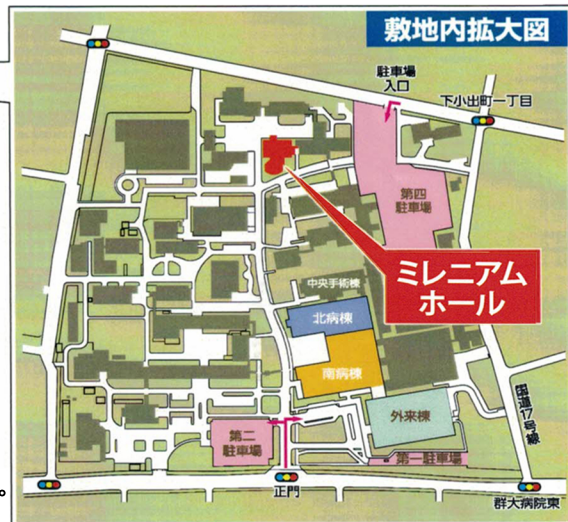 敷地内拡大図
駐車場
入口
下小出町一丁目
第四
駐車場
ミレニアム
ホール
中央手術棟
北病棟
南病棟
外来棟
国道17号線
第二
駐車場
第一駐車場
正門
群大病院東
。